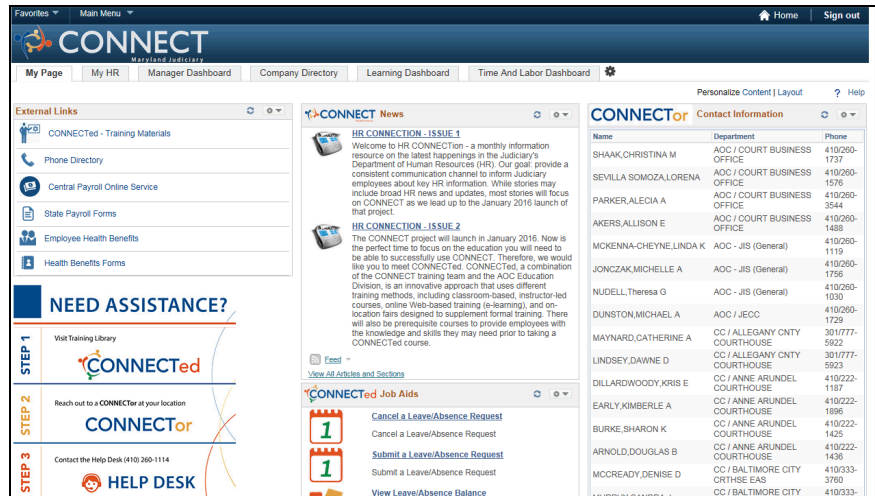 Favorites Main Menu Home Sign out
CONNECT
Maryland Judiciary
My Page My HR Manager Dashboard Company Directory Learning Dashboard Time And Labor Dashboard
Personalize Content | Layout ? Help
External Links
CONNECTed - Training Materials
Phone Directory
Central Payroll Online Service
State Payroll Forms
Employee Health Benefits
Health Benefits Forms
NEED ASSISTANCE?
STEP 1
Visit Training Library
CONNECTed
STEP 2
Reach out to a CONNECTor at your location
CONNECTor
STEP 3
Contact the Help Desk (410) 260-1114
HELP DESK
CONNECT News
HR CONNECTION - ISSUE 1
Welcome to HR CONNECTion - a monthly information
resource on the latest happenings in the Judiciary's
Department of Human Resources (HR). Our goal: provide a
consistent communication channel to inform Judiciary
employees about key HR information. While stories may
include broad HR news and updates, most stories will focus
on CONNECT as we lead up to the January 2016 launch of
that project.
HR CONNECTION - ISSUE 2
The CONNECT project will launch in January 2016. Now is
the perfect time to focus on the education you will need to
be able to successfully use CONNECT. Therefore, we would
like you to meet CONNECTed. CONNECTed, a combination
of the CONNECT training team and the AOC Education
Division, is an innovative approach that uses different
training methods, including classroom-based, instructor-led
courses, online Web-based training (e-learning), and on-
location fairs designed to supplement formal training. There
will also be prerequisite courses to provide employees with
the knowledge and skills they may need prior to taking a
CONNECTed course.
Feed
View All Articles and Sections
CONNECTed Job Aids
1
Cancel a Leave/Absence Request
Cancel a Leave/Absence Request
1
Submit a Leave/Absence Request
Submit a Leave/Absence Request
View Leave/Absence Balance
CONNECTor Contact Information
Name Department Phone
SHAAK,CHRISTINA M AOC / COURT BUSINESS OFFICE 410/260-1737
SEVILLA SOMOZA,LORENA AOC / COURT BUSINESS OFFICE 410/260-1576
PARKER,ALECIA A AOC / COURT BUSINESS OFFICE 410/260-3544
AKERS,ALLISON E AOC / COURT BUSINESS OFFICE 410/260-1488
MCKENNA-CHEYNE,LINDA K AOC - JIS (General) 410/260-1119
JONCZAK,MICHELLE A AOC - JIS (General) 410/260-1756
NUDELL,Theresa G AOC - JIS (General) 410/260-1030
DUNSTON,MICHAEL A AOC / JECC 410/260-1729
MAYNARD,CATHERINE A CC / ALLEGANY CNTY COURTHOUSE 301/777-5922
LINDSEY,DAWNE D CC / ALLEGANY CNTY COURTHOUSE 301/777-5923
DILLARDWOODY,KRIS E CC / ANNE ARUNDEL COURTHOUSE 410/222-1187
EARLY,KIMBERLE A CC / ANNE ARUNDEL COURTHOUSE 410/222-1896
BURKE,SHARON K CC / ANNE ARUNDEL COURTHOUSE 410/222-1425
ARNOLD,DOUGLAS B CC / ANNE ARUNDEL COURTHOUSE 410/222-1436
MCCREADY,DENISE D CC / BALTIMORE CITY CRTHSE EAS 410/333-3760
CC / BALTIMORE CITY 410/333-